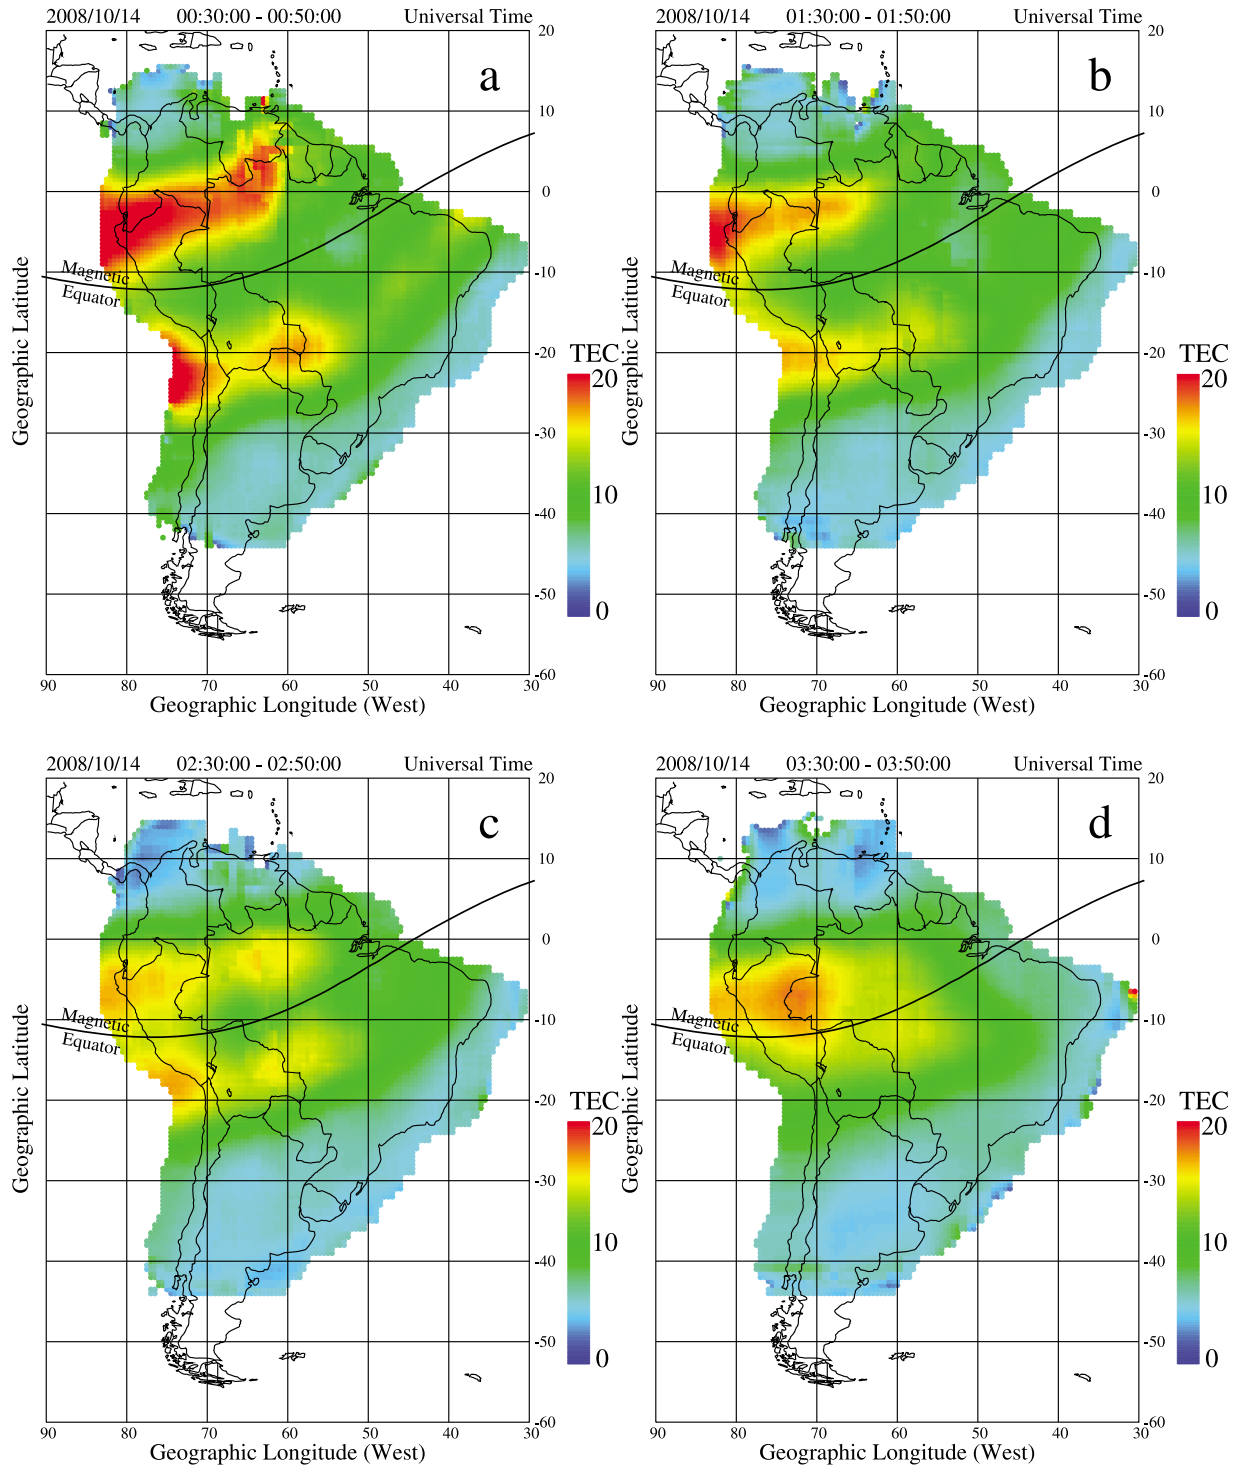 2008/10/14 00:30:00 - 00:50:00 Universal Time
a
20
10
0
-10
-20
-30
-40
-50
-60
Magnetic
Equator
Geographic Latitude
TEC
20
10
0
90 80 70 60 50 40 30
Geographic Longitude (West)
2008/10/14 01:30:00 - 01:50:00 Universal Time
b
20
10
0
-10
-20
-30
-40
-50
-60
Magnetic
Equator
Geographic Latitude
TEC
20
10
0
90 80 70 60 50 40 30
Geographic Longitude (West)
2008/10/14 02:30:00 - 02:50:00 Universal Time
c
20
10
0
-10
-20
-30
-40
-50
-60
Magnetic
Equator
Geographic Latitude
TEC
20
10
0
90 80 70 60 50 40 30
Geographic Longitude (West)
2008/10/14 03:30:00 - 03:50:00 Universal Time
d
20
10
0
-10
-20
-30
-40
-50
-60
Magnetic
Equator
Geographic Latitude
TEC
20
10
0
90 80 70 60 50 40 30
Geographic Longitude (West)